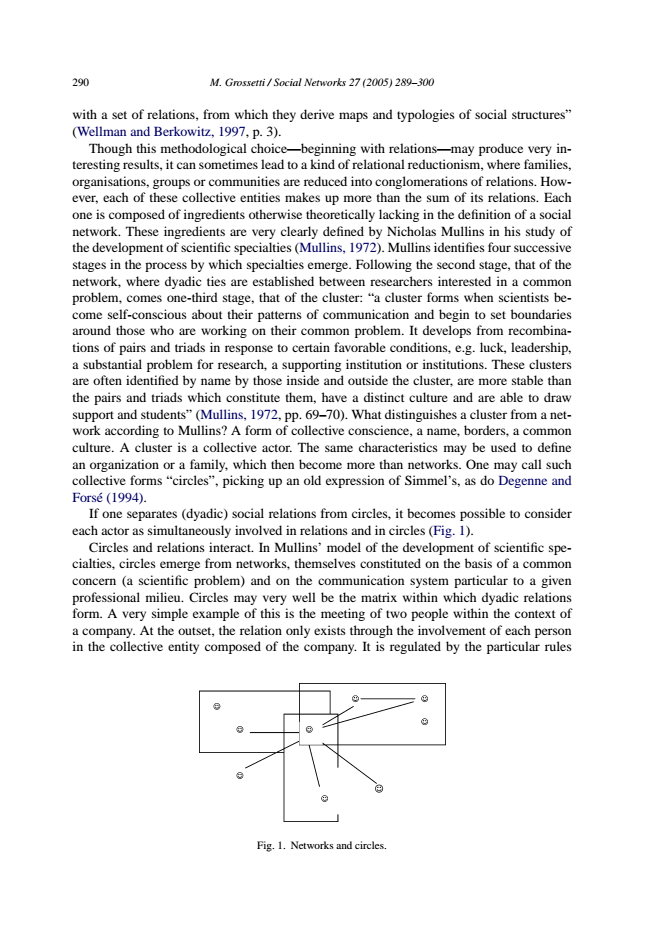 290
M. Grossetti / Social Networks 27 (2005) 289–300
with a set of relations, from which they derive maps and typologies of social structures”
(Wellman and Berkowitz, 1997, p. 3).
Though this methodological choice—beginning with relations—may produce very in-
teresting results, it can sometimes lead to a kind of relational reductionism, where families,
organisations, groups or communities are reduced into conglomerations of relations. How-
ever, each of these collective entities makes up more than the sum of its relations. Each
one is composed of ingredients otherwise theoretically lacking in the definition of a social
network. These ingredients are very clearly defined by Nicholas Mullins in his study of
the development of scientific specialties (Mullins, 1972). Mullins identifies four successive
stages in the process by which specialties emerge. Following the second stage, that of the
network, where dyadic ties are established between researchers interested in a common
problem, comes one-third stage, that of the cluster: “a cluster forms when scientists be-
come self-conscious about their patterns of communication and begin to set boundaries
around those who are working on their common problem. It develops from recombina-
tions of pairs and triads in response to certain favorable conditions, e.g. luck, leadership,
a substantial problem for research, a supporting institution or institutions. These clusters
are often identified by name by those inside and outside the cluster, are more stable than
the pairs and triads which constitute them, have a distinct culture and are able to draw
support and students” (Mullins, 1972, pp. 69–70). What distinguishes a cluster from a net-
work according to Mullins? A form of collective conscience, a name, borders, a common
culture. A cluster is a collective actor. The same characteristics may be used to define
an organization or a family, which then become more than networks. One may call such
collective forms “circles”, picking up an old expression of Simmel’s, as do Degenne and
Forsé (1994).
If one separates (dyadic) social relations from circles, it becomes possible to consider
each actor as simultaneously involved in relations and in circles (Fig. 1).
Circles and relations interact. In Mullins’ model of the development of scientific spe-
cialties, circles emerge from networks, themselves constituted on the basis of a common
concern (a scientific problem) and on the communication system particular to a given
professional milieu. Circles may very well be the matrix within which dyadic relations
form. A very simple example of this is the meeting of two people within the context of
a company. At the outset, the relation only exists through the involvement of each person
in the collective entity composed of the company. It is regulated by the particular rules
Fig. 1. Networks and circles.